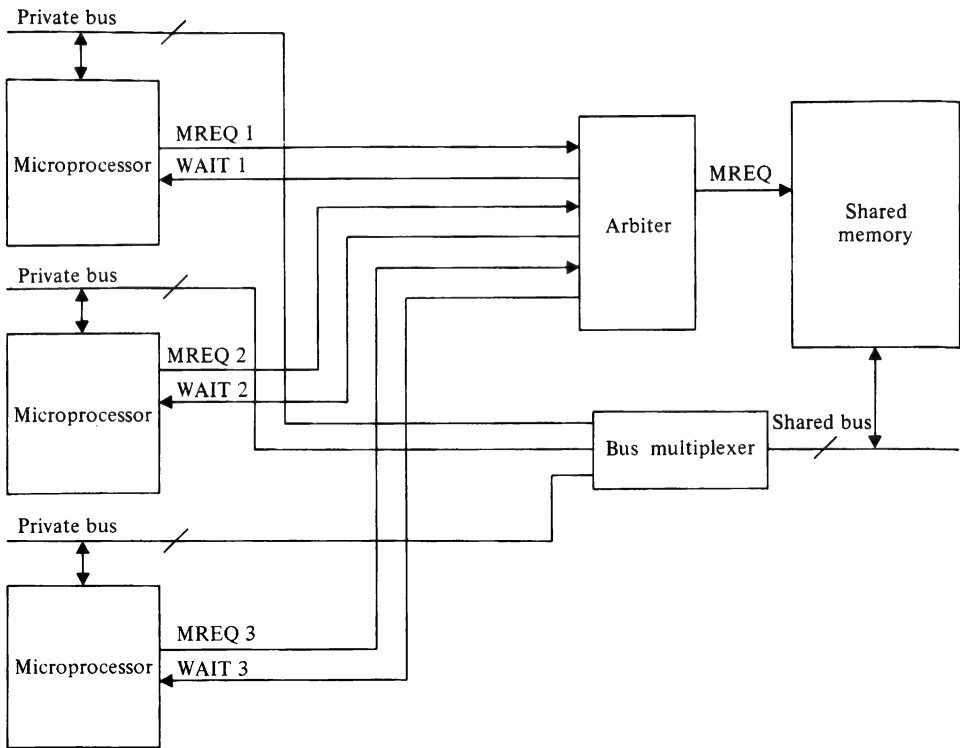 Private bus
Microprocessor
MREQ 1
WAIT 1
Arbiter
MREQ
Shared
memory
Private bus
Microprocessor
MREQ 2
WAIT 2
Bus multiplexer
Shared bus
Private bus
Microprocessor
MREQ 3
WAIT 3